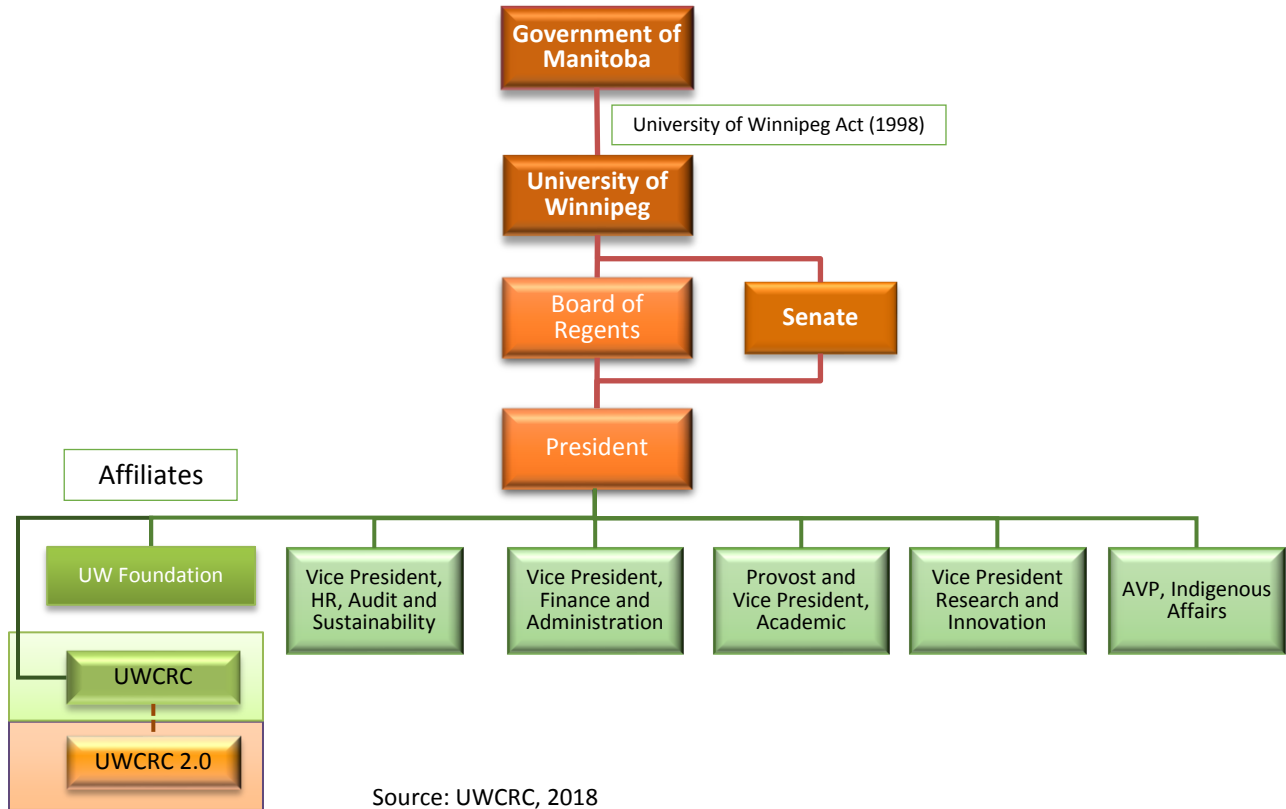 Government of
Manitoba
University of Winnipeg Act (1998)
University of
Winnipeg
Board of
Regents
Senate
President
Affiliates
UW Foundation
Vice President,
HR, Audit and
Sustainability
Vice President,
Finance and
Administration
Provost and
Vice President,
Academic
Vice President
Research and
Innovation
AVP, Indigenous
Affairs
UWCRC
UWCRC 2.0
Source: UWCRC, 2018